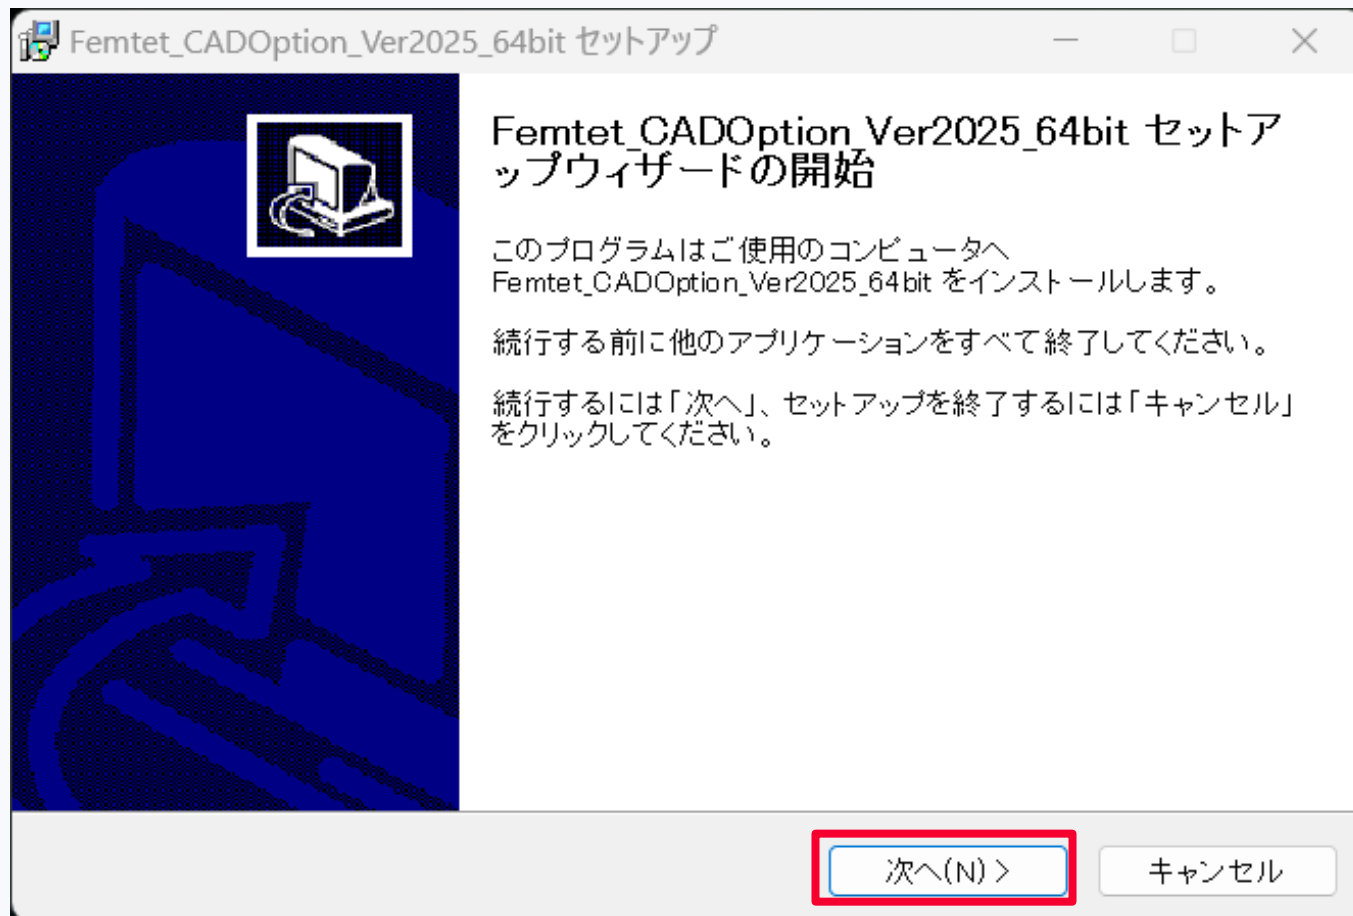 Femtet_CADOption_Ver2025_64bit セットアップ
Femtet_CADOption_Ver2025_64bit セットア
ップウィザードの開始
このプログラムはご使用のコンピュータへ
Femtet_CADOption_Ver2025_64bit をインストールします。
続行する前に他のアプリケーションをすべて終了してください。
続行するには「次へ」、セットアップを終了するには「キャンセル」
をクリックしてください。
次へ(N) >
キャンセル